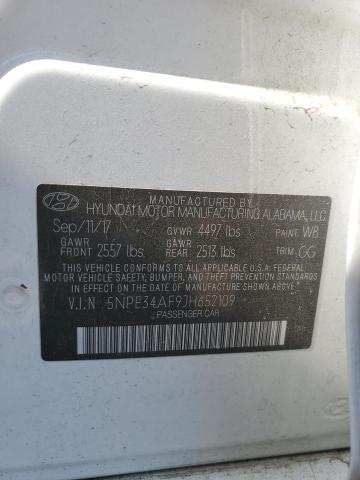 MANUFACTURED BY
HYUNDAI MOTOR MANUFACTURING ALABAMA, LLC
Sep/11/17 GVWR 4497 lbs PAINT W8
GAWR FRONT 2557 lbs GAWR REAR 2513 lbs TRIM GG
THIS VEHICLE CONFORMS TO ALL APPLICABLE U.S.A. FEDERAL
MOTOR VEHICLE SAFETY, BUMPER, AND THEFT PREVENTION STANDARDS
IN EFFECT ON THE DATE OF MANUFACTURE SHOWN ABOVE.
V.I.N 5NPE34AF9JH652109
PASSENGER CAR